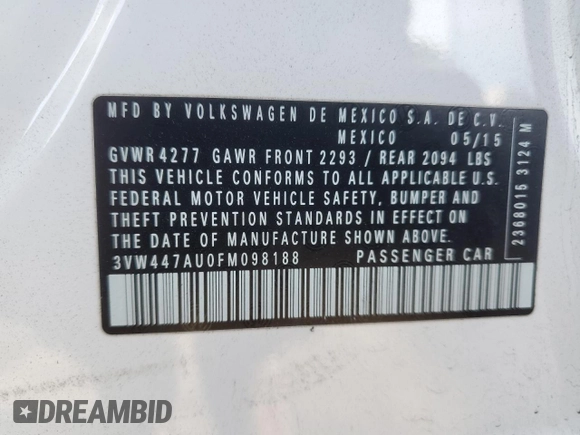 MFD BY VOLKSWAGEN DE MEXICO S.A. DE C.V.
MEXICO 05/15
GVWR 4277 GAWR FRONT 2293 / REAR 2094 LBS
THIS VEHICLE CONFORMS TO ALL APPLICABLE U.S.
FEDERAL MOTOR VEHICLE SAFETY, BUMPER AND
THEFT PREVENTION STANDARDS IN EFFECT ON
THE DATE OF MANUFACTURE SHOWN ABOVE.
3VW447AU0FM098188 PASSENGER CAR
2368015 3124 M
DREAMBID